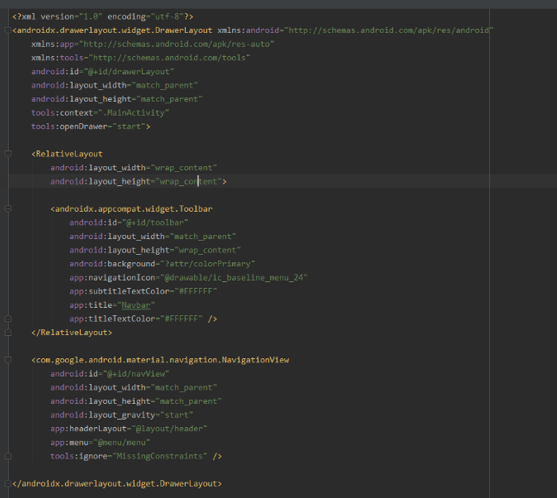 <?xml version="1.0" encoding="utf-8"?>
<androidx.drawerlayout.widget.DrawerLayout xmlns:android="http://schemas.android.com/apk/res/android"
    xmlns:app="http://schemas.android.com/apk/res-auto"
    xmlns:tools="http://schemas.android.com/tools"
    android:id="@+id/drawerLayout"
    android:layout_width="match_parent"
    android:layout_height="match_parent"
    tools:context=".MainActivity"
    tools:openDrawer="start">
    <RelativeLayout
        android:layout_width="wrap_content"
        android:layout_height="wrap_content">
        <androidx.appcompat.widget.Toolbar
            android:id="@+id/toolbar"
            android:layout_width="match_parent"
            android:layout_height="wrap_content"
            android:background="?attr/colorPrimary"
            app:navigationIcon="@drawable/ic_baseline_menu_24"
            app:subtitleTextColor="#FFFFFF"
            app:title="Navbar"
            app:titleTextColor="#FFFFFF" />
    </RelativeLayout>
    <com.google.android.material.navigation.NavigationView
        android:id="@+id/navView"
        android:layout_width="match_parent"
        android:layout_height="match_parent"
        android:layout_gravity="start"
        app:headerLayout="@layout/header"
        app:menu="@menu/menu"
        tools:ignore="MissingConstraints" />
</androidx.drawerlayout.widget.DrawerLayout>